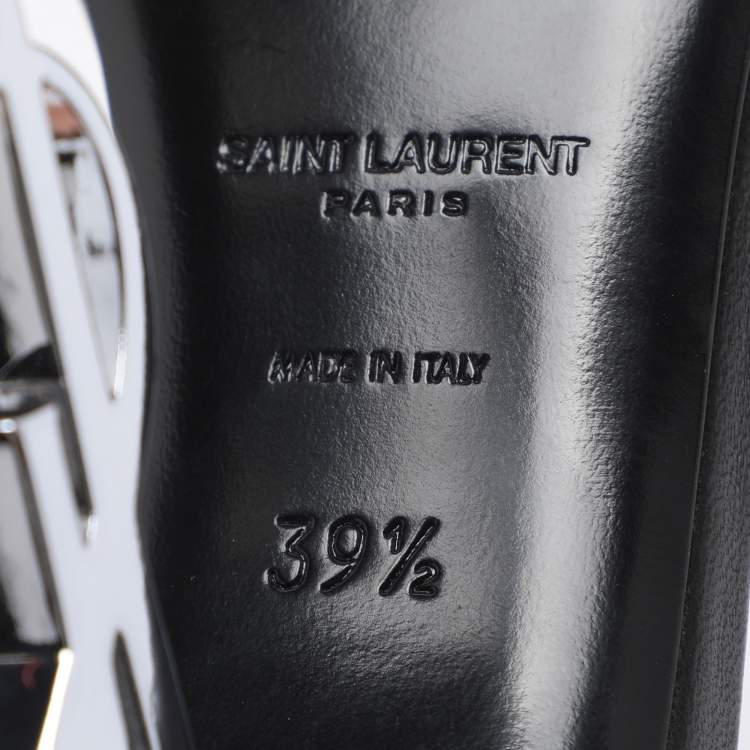 SAINT LAURENT
PARIS
MADE IN ITALY
39½